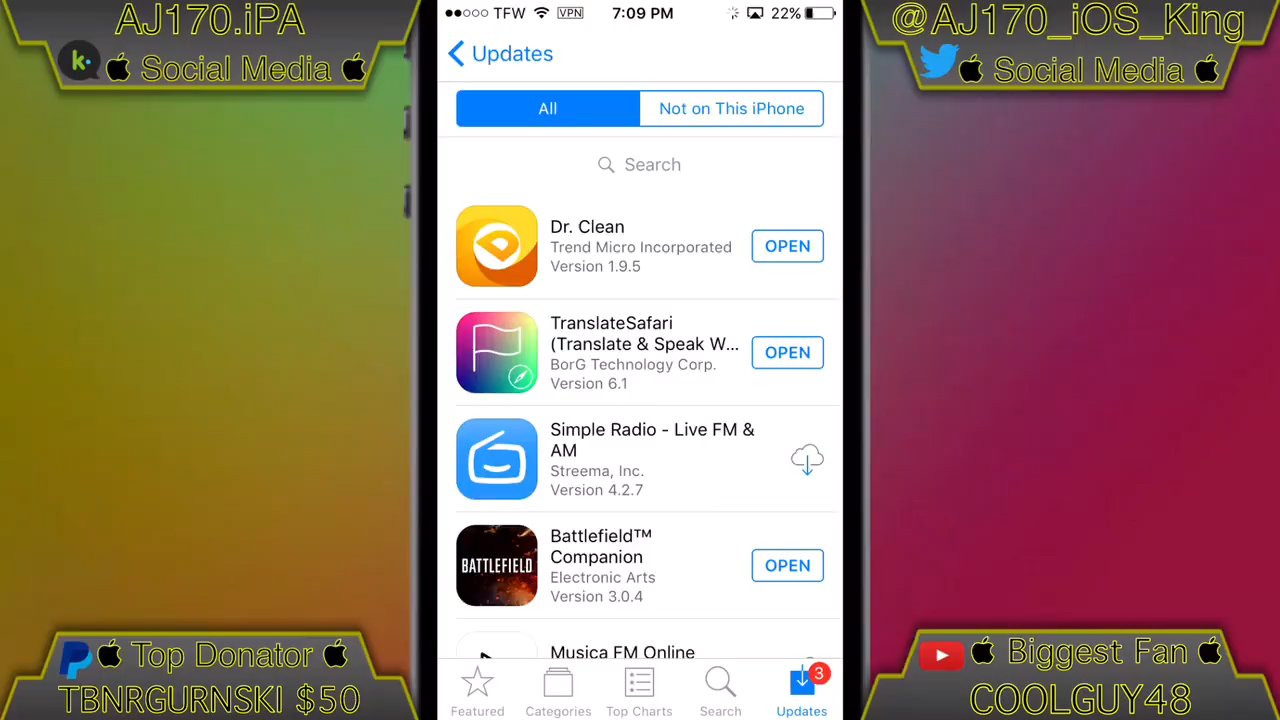 AJ170.iPA
Social Media
@AJ170_iOS_King
Social Media
TFW VPN 7:09 PM 22%
Updates
All
Not on This iPhone
Search
Dr. Clean
Trend Micro Incorporated
Version 1.9.5
OPEN
TranslateSafari
(Translate & Speak W...
BorG Technology Corp.
Version 6.1
OPEN
Simple Radio - Live FM &
AM
Streema, Inc.
Version 4.2.7
BATTLEFIELD
Battlefield™
Companion
Electronic Arts
Version 3.0.4
OPEN
Musica FM Online
3
Featured
Categories
Top Charts
Search
Updates
Top Donator
TBNRGURNSKI $50
Biggest Fan
COOLGUY48